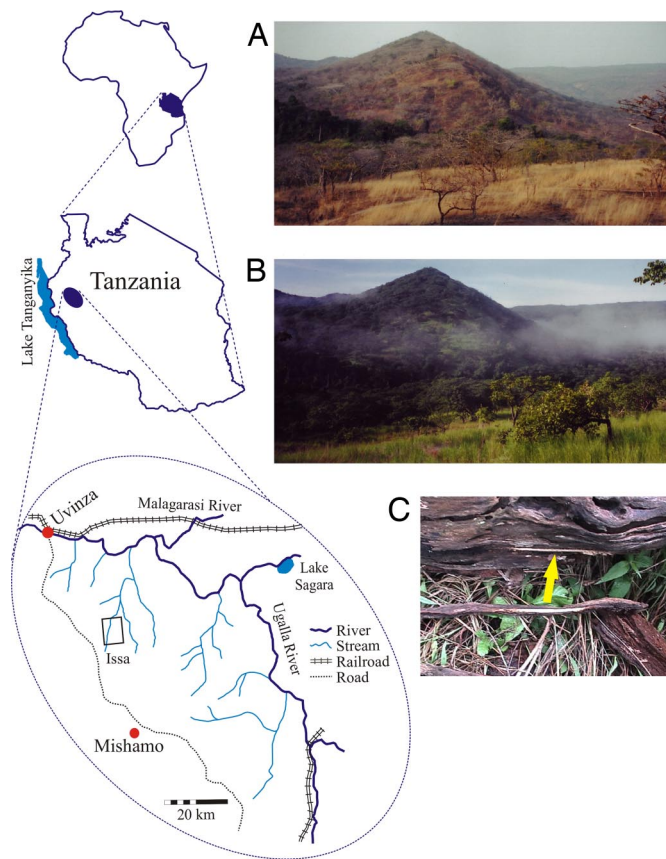 A
Tanzania
Lake Tanganyika
B
Uvinza
Malagarasi River
Lake
Sagara
Ugalla River
River
Stream
Railroad
Road
Issa
Mishamo
20 km
C